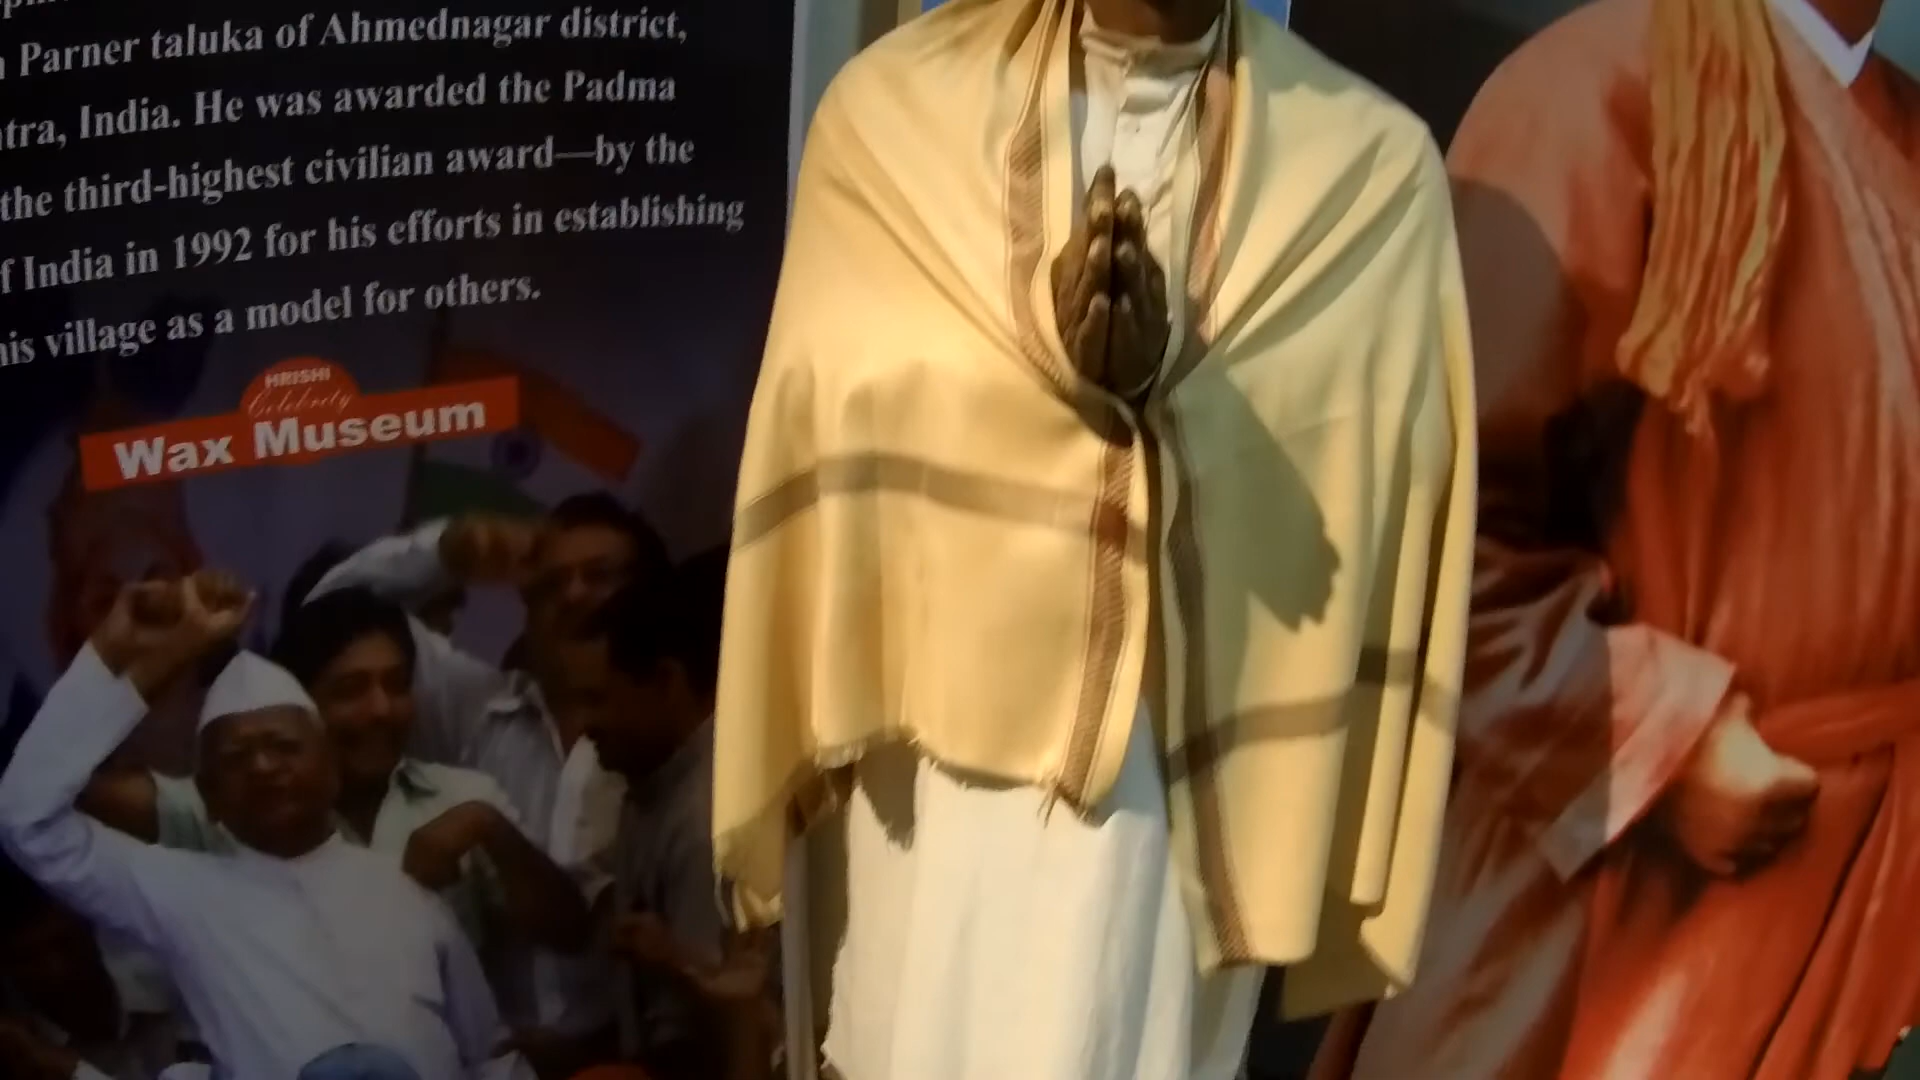 Parner taluka of Ahmednagar district,
tra, India. He was awarded the Padma
the third-highest civilian award—by the
f India in 1992 for his efforts in establishing
his village as a model for others.
HRISHI
Celebrity
Wax Museum